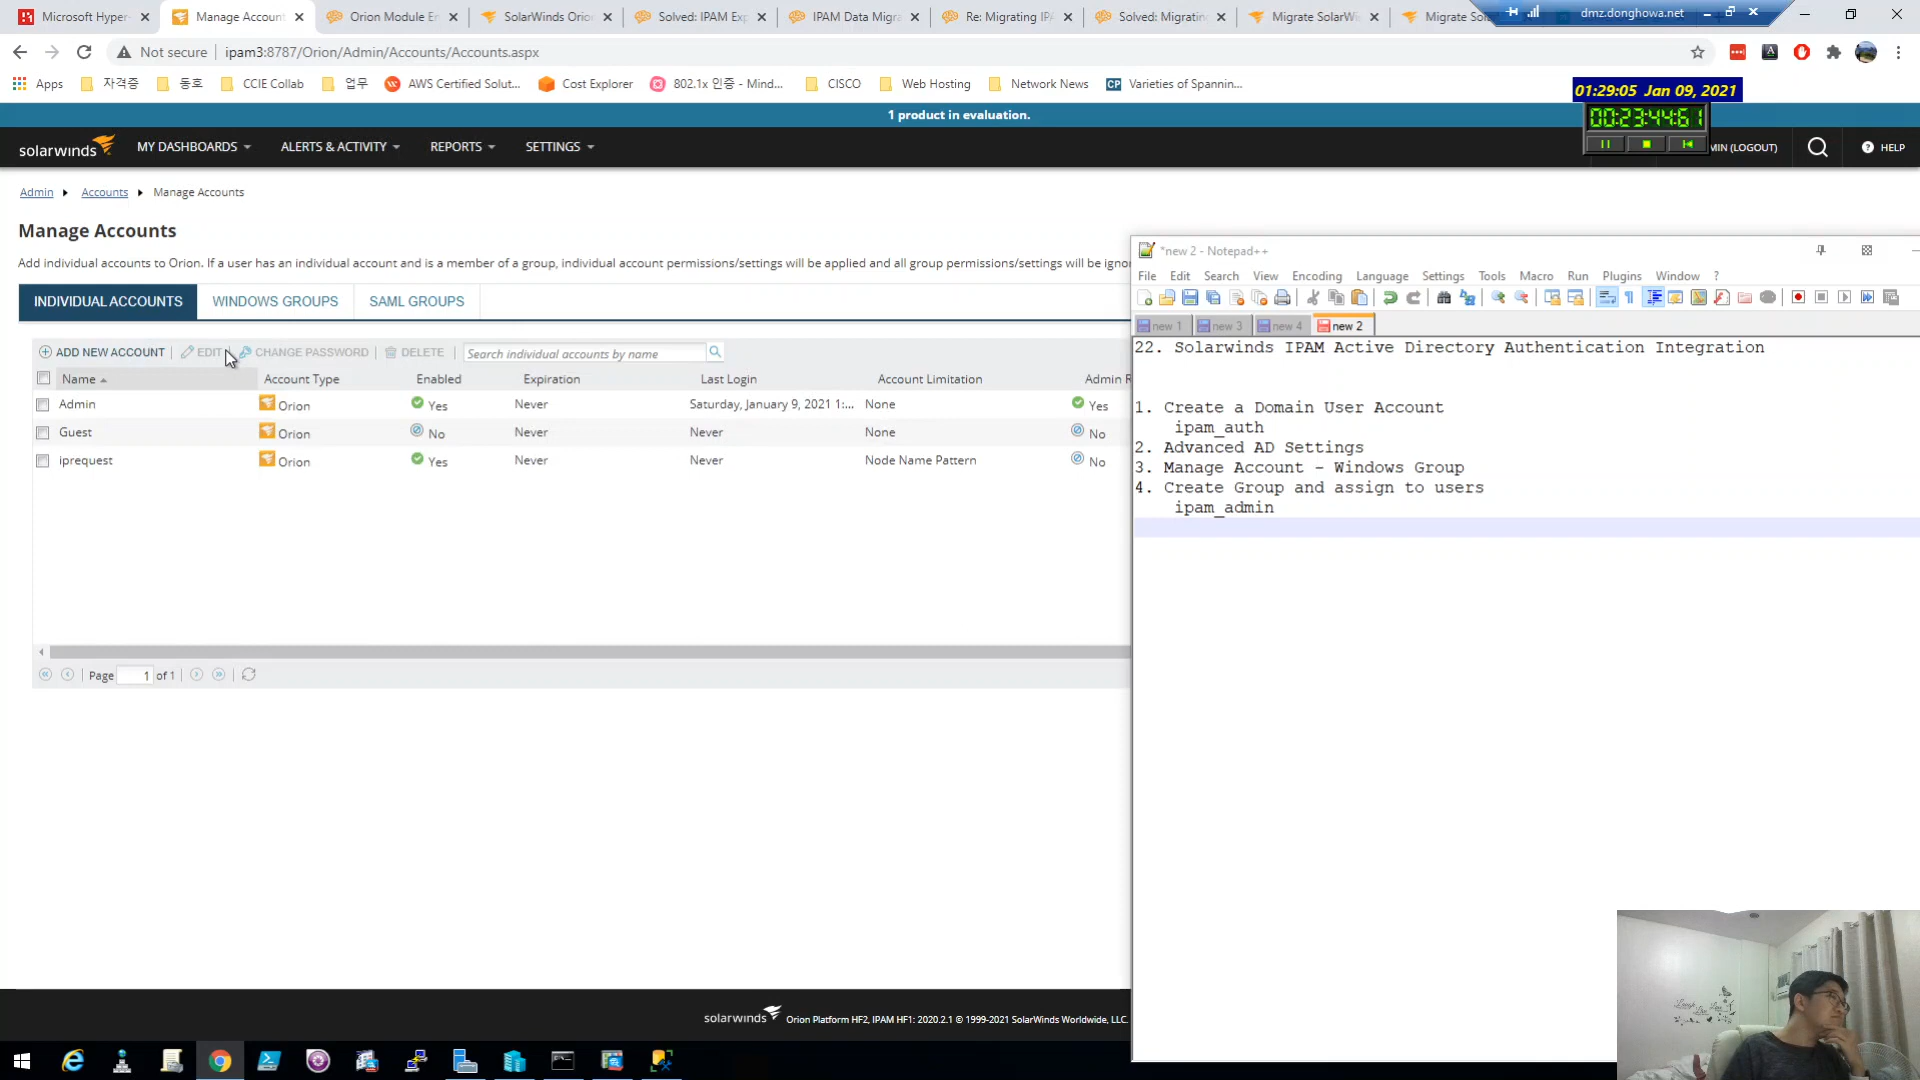 Microsoft Hyper-
Manage Accoun
Orion Module E
SolarWinds Orio
Solved: IPAM Ex
IPAM Data Migra
Re: Migrating IP
Solved: Migratin
Migrate SolarWi
Migrate So
dmz.donghowa.net
Not secure
ipam3:8787/Orion/Admin/Accounts/Accounts.aspx
Apps
자격증
동호
CCIE Collab
업무
AWS Certified Solut...
Cost Explorer
802.1x 인증 - Mind...
CISCO
Web Hosting
Network News
CP Varieties of Spannin...
01:29:05 Jan 09, 2021
1 product in evaluation.
00:23:44:61
solarwinds
MY DASHBOARDS
ALERTS & ACTIVITY
REPORTS
SETTINGS
MIN (LOGOUT)
? HELP
Admin
Accounts
Manage Accounts
Manage Accounts
Add individual accounts to Orion. If a user has an individual account and is a member of a group, individual account permissions/settings will be applied and all group permissions/settings will be ignor
INDIVIDUAL ACCOUNTS
WINDOWS GROUPS
SAML GROUPS
ADD NEW ACCOUNT
EDIT
CHANGE PASSWORD
DELETE
Search individual accounts by name
Name
Account Type
Enabled
Expiration
Last Login
Account Limitation
Admin R
Admin Orion Yes Never Saturday, January 9, 2021 1:... None Yes
Guest Orion No Never Never None No
iprequest Orion Yes Never Never Node Name Pattern No
Page 1 of 1
*new 2 - Notepad++
File Edit Search View Encoding Language Settings Tools Macro Run Plugins Window ?
new 1
new 3
new 4
new 2
22. Solarwinds IPAM Active Directory Authentication Integration
1. Create a Domain User Account
ipam_auth
2. Advanced AD Settings
3. Manage Account - Windows Group
4. Create Group and assign to users
ipam_admin
solarwinds
Orion Platform HF2, IPAM HF1: 2020.2.1 © 1999-2021 SolarWinds Worldwide, LLC.